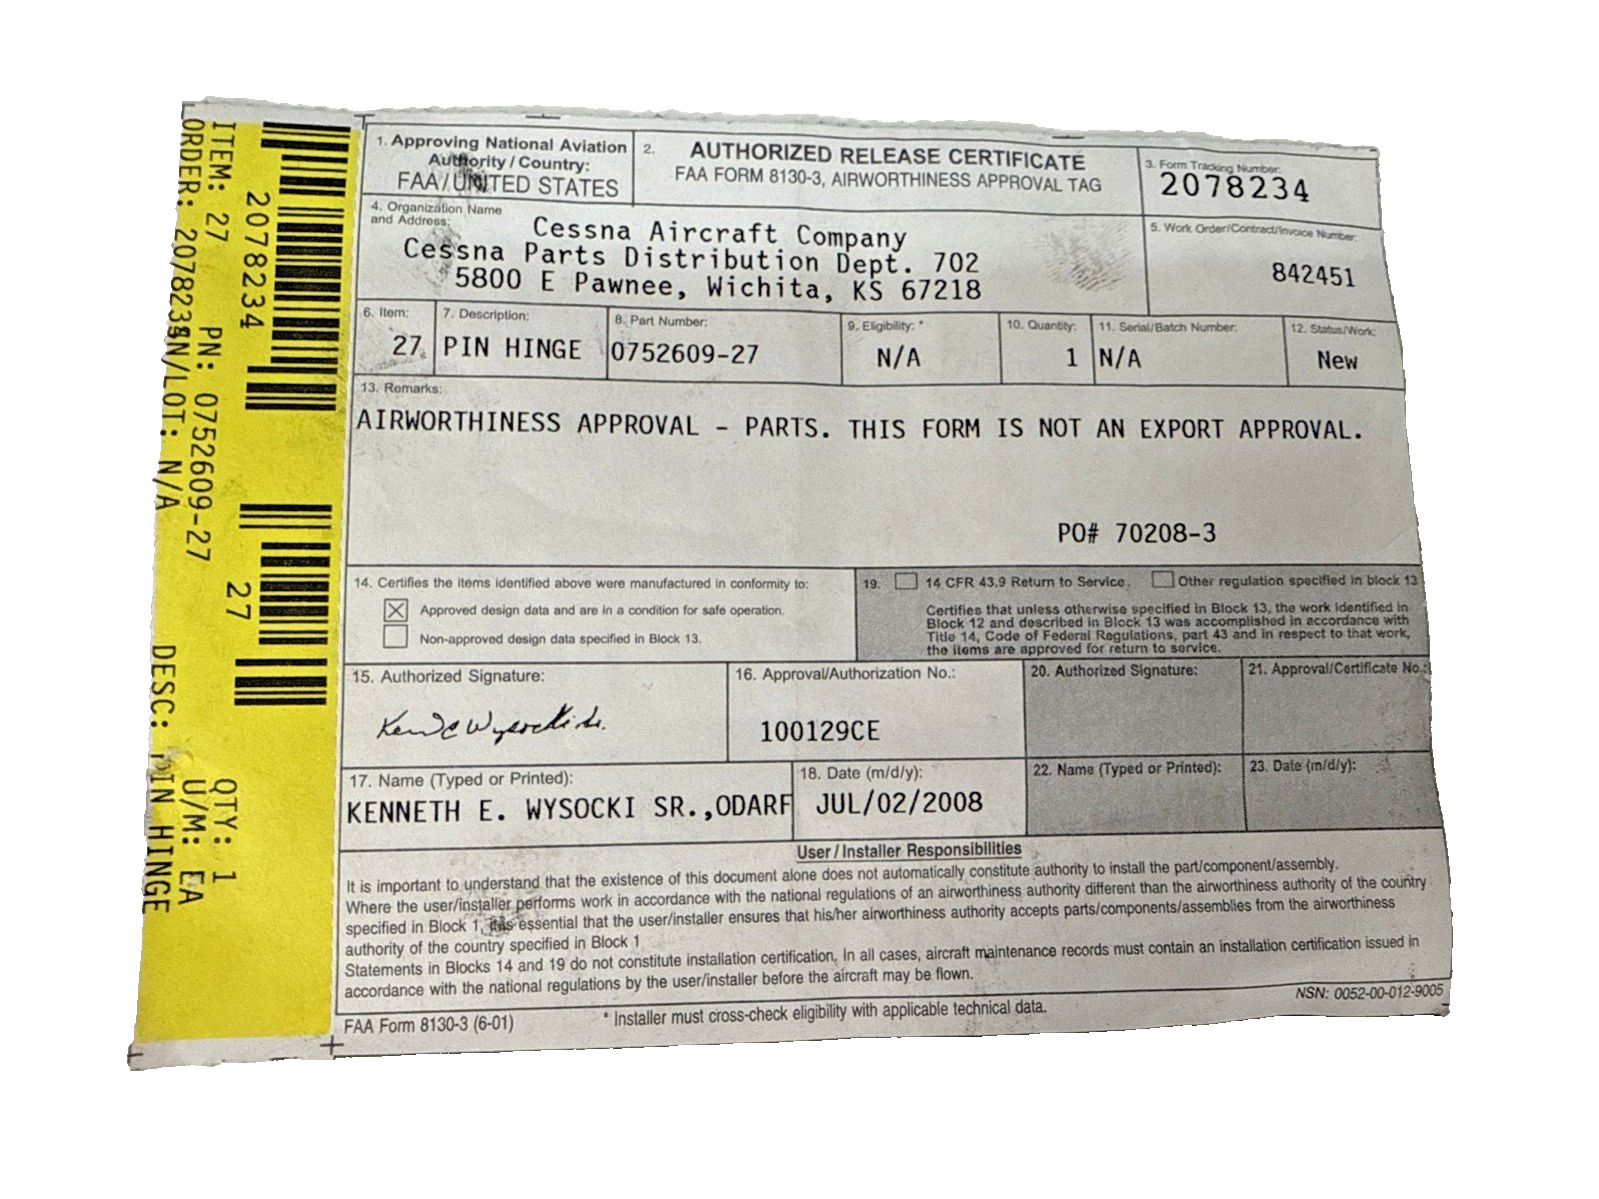 ITEM: 27 PN: 0752609-27 QTY: 1
ORDER: 2078234 SN/LOT: N/A U/M: EA
DESC: PIN HINGE
2078234
27
1. Approving National Aviation
Authority / Country:
FAA/UNITED STATES
2. AUTHORIZED RELEASE CERTIFICATE
FAA FORM 8130-3, AIRWORTHINESS APPROVAL TAG
3. Form Tracking Number:
2078234
4. Organization Name
and Address:
Cessna Aircraft Company
Cessna Parts Distribution Dept. 702
5800 E Pawnee, Wichita, KS 67218
5. Work Order/Contract/Invoice Number:
842451
6. Item:
27
7. Description:
PIN HINGE
8. Part Number:
0752609-27
9. Eligibility: *
N/A
10. Quantity:
1
11. Serial/Batch Number:
N/A
12. Status/Work:
New
13. Remarks:
AIRWORTHINESS APPROVAL - PARTS. THIS FORM IS NOT AN EXPORT APPROVAL.
PO# 70208-3
14. Certifies the items identified above were manufactured in conformity to:
Approved design data and are in a condition for safe operation.
Non-approved design data specified in Block 13.
19. 14 CFR 43.9 Return to Service. Other regulation specified in block 13
Certifies that unless otherwise specified in Block 13, the work identified in
Block 12 and described in Block 13 was accomplished in accordance with
Title 14, Code of Federal Regulations, part 43 and in respect to that work,
the items are approved for return to service.
15. Authorized Signature:
16. Approval/Authorization No.:
100129CE
20. Authorized Signature:
21. Approval/Certificate No.:
17. Name (Typed or Printed):
KENNETH E. WYSOCKI SR.,ODARF
18. Date (m/d/y):
JUL/02/2008
22. Name (Typed or Printed):
23. Date (m/d/y):
User / Installer Responsibilities
It is important to understand that the existence of this document alone does not automatically constitute authority to install the part/component/assembly.
Where the user/installer performs work in accordance with the national regulations of an airworthiness authority different than the airworthiness authority of the country
specified in Block 1, it is essential that the user/installer ensures that his/her airworthiness authority accepts parts/components/assemblies from the airworthiness
authority of the country specified in Block 1
Statements in Blocks 14 and 19 do not constitute installation certification. In all cases, aircraft maintenance records must contain an installation certification issued in
accordance with the national regulations by the user/installer before the aircraft may be flown.
FAA Form 8130-3 (6-01)
* Installer must cross-check eligibility with applicable technical data.
NSN: 0052-00-012-9005